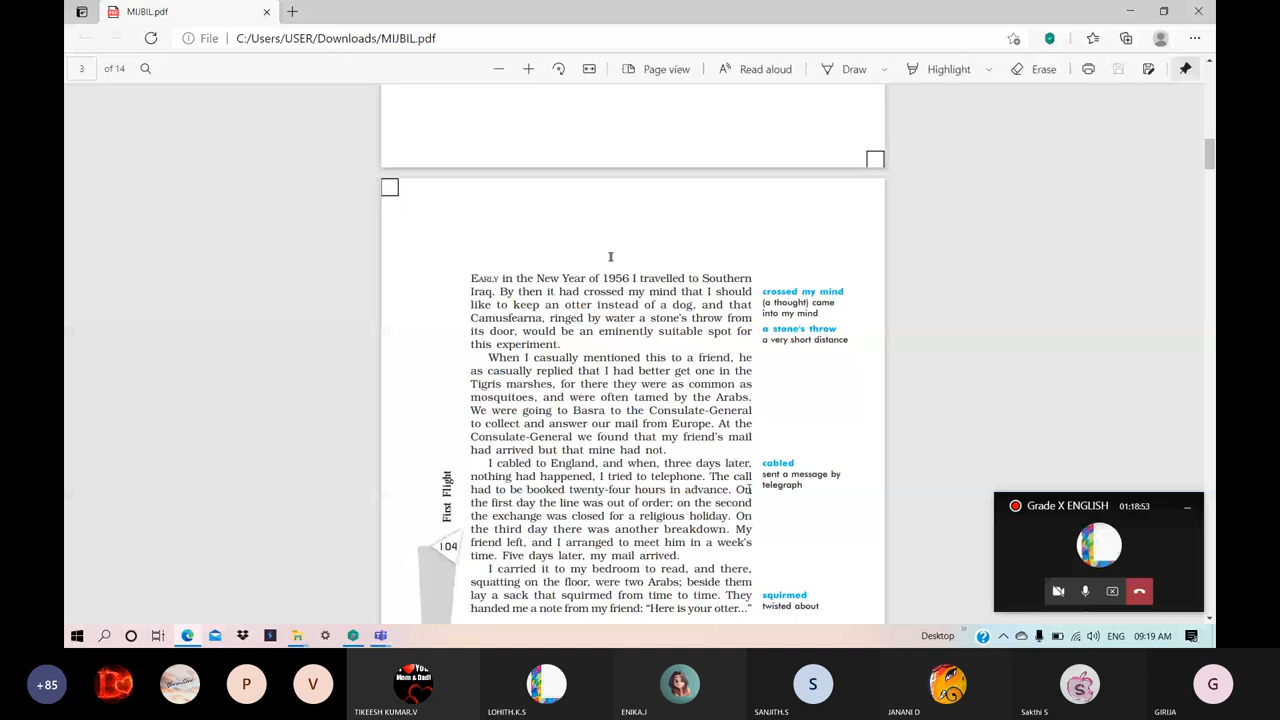 MIJBIL.pdf
File C:/Users/USER/Downloads/MIJBIL.pdf
3 of 14 Page view Read aloud Draw Highlight Erase
EARLY in the New Year of 1956 I travelled to Southern
Iraq. By then it had crossed my mind that I should
like to keep an otter instead of a dog, and that
Camusfearna, ringed by water a stone's throw from
its door, would be an eminently suitable spot for
this experiment.
When I casually mentioned this to a friend, he
as casually replied that I had better get one in the
Tigris marshes, for there they were as common as
mosquitoes, and were often tamed by the Arabs.
We were going to Basra to the Consulate-General
to collect and answer our mail from Europe. At the
Consulate-General we found that my friend's mail
had arrived but that mine had not.
I cabled to England, and when, three days later,
nothing had happened, I tried to telephone. The call
had to be booked twenty-four hours in advance. On
the first day the line was out of order; on the second
the exchange was closed for a religious holiday. On
the third day there was another breakdown. My
friend left, and I arranged to meet him in a week's
time. Five days later, my mail arrived.
I carried it to my bedroom to read, and there,
squatting on the floor, were two Arabs; beside them
lay a sack that squirmed from time to time. They
handed me a note from my friend: “Here is your otter...”
crossed my mind
(a thought) came
into my mind
a stone's throw
a very short distance
cabled
sent a message by
telegraph
squirmed
twisted about
First Flight
104
Grade X ENGLISH 01:18:53
Desktop ENG 09:19 AM
+85 P V S G
TIKEESH KUMAR.V LOHITH.K.S ENIKA.J SANJITH.S JANANI D Sakthi S GIRIJA
I ♥ You
Mom & Dad!